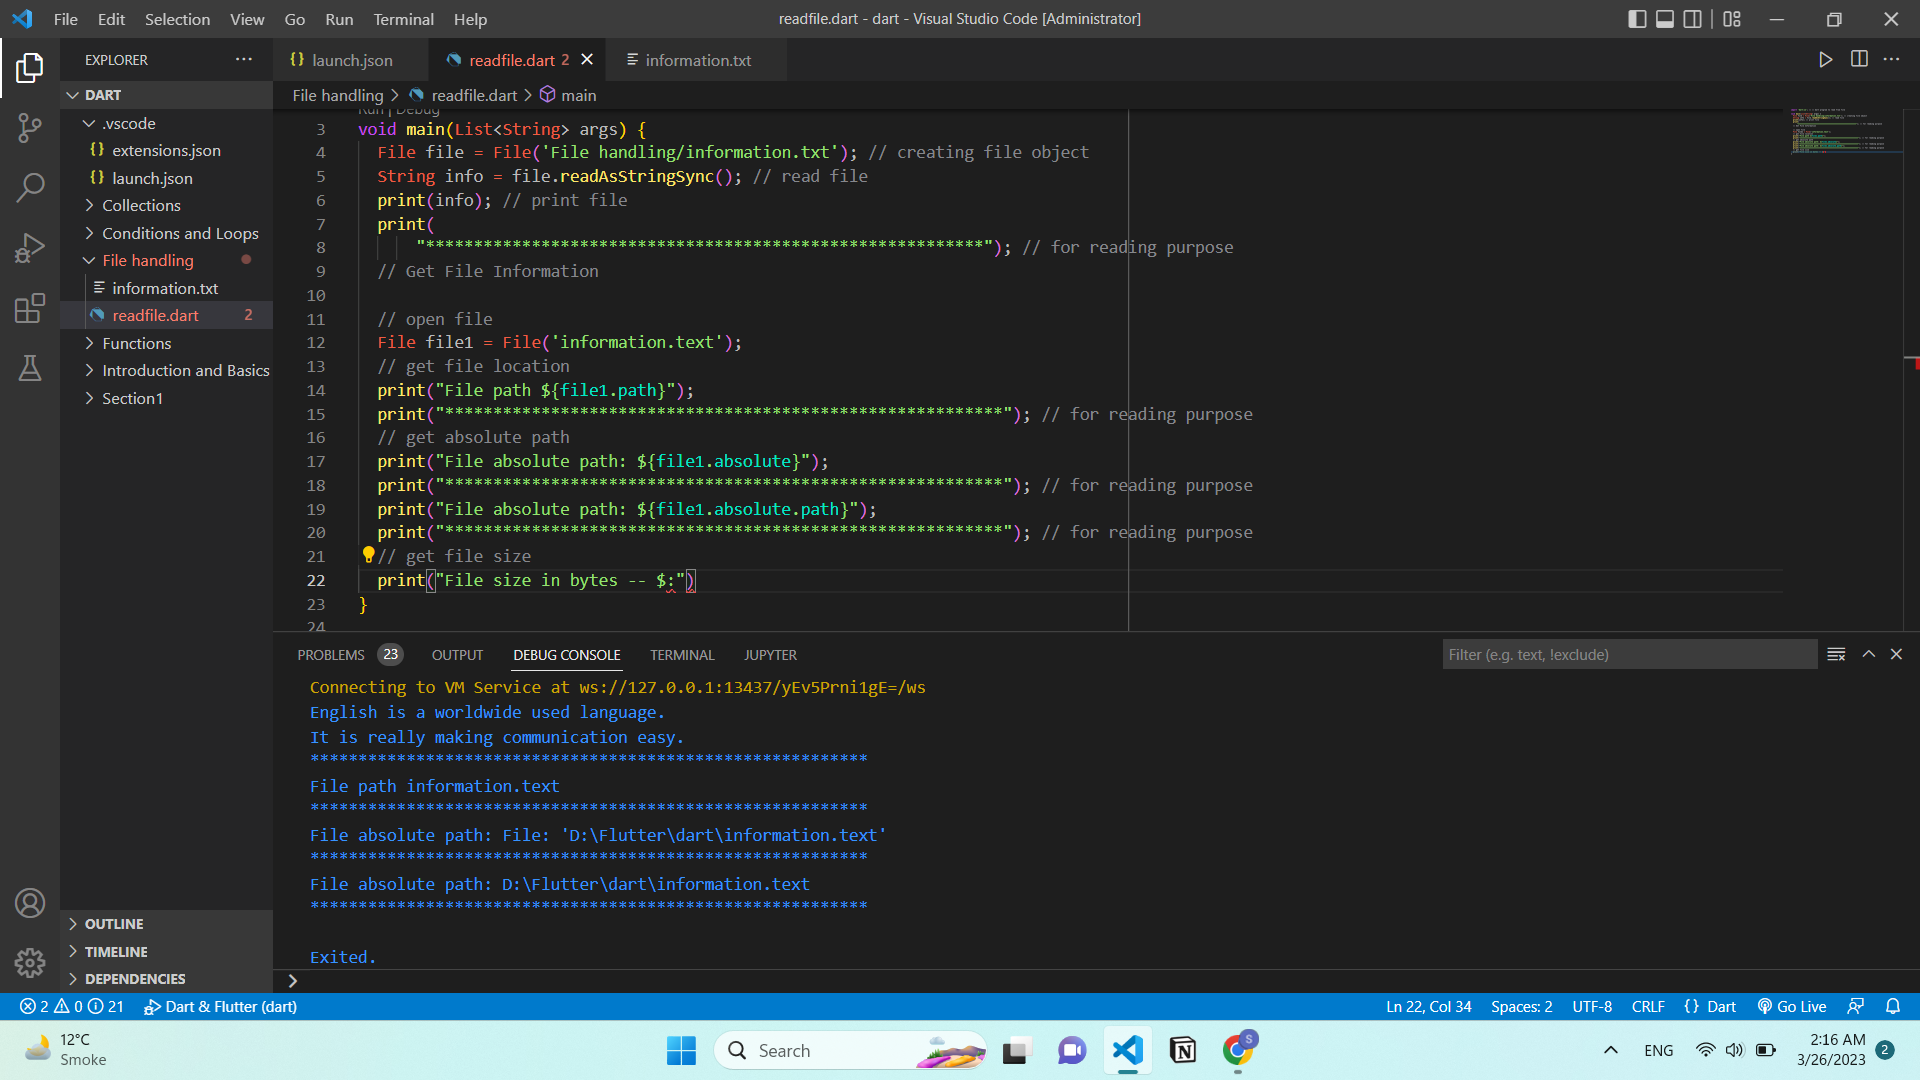 File Edit Selection View Go Run Terminal Help
readfile.dart - dart - Visual Studio Code [Administrator]
EXPLORER
DART
.vscode
extensions.json
launch.json
Collections
Conditions and Loops
File handling
information.txt
readfile.dart 2
Functions
Introduction and Basics
Section1
OUTLINE
TIMELINE
DEPENDENCIES
launch.json readfile.dart 2 information.txt
File handling > readfile.dart > main
Run | Debug
3 void main(List<String> args) {
4 File file = File('File handling/information.txt'); // creating file object
5 String info = file.readAsStringSync(); // read file
6 print(info); // print file
7 print(
8 "**********************************************************"); // for reading purpose
9 // Get File Information
10
11 // open file
12 File file1 = File('information.text');
13 // get file location
14 print("File path ${file1.path}");
15 print("**********************************************************"); // for reading purpose
16 // get absolute path
17 print("File absolute path: ${file1.absolute}");
18 print("**********************************************************"); // for reading purpose
19 print("File absolute path: ${file1.absolute.path}");
20 print("**********************************************************"); // for reading purpose
21 // get file size
22 print("File size in bytes -- $:")
23 }
24
PROBLEMS 23 OUTPUT DEBUG CONSOLE TERMINAL JUPYTER
Filter (e.g. text, !exclude)
Connecting to VM Service at ws://127.0.0.1:13437/yEv5Prni1gE=/ws
English is a worldwide used language.
It is really making communication easy.
**********************************************************
File path information.text
**********************************************************
File absolute path: File: 'D:\Flutter\dart\information.text'
**********************************************************
File absolute path: D:\Flutter\dart\information.text
**********************************************************
Exited.
2 0 21 Dart & Flutter (dart)
Ln 22, Col 34 Spaces: 2 UTF-8 CRLF {} Dart Go Live
12°C
Smoke
Search
S
ENG
2:16 AM
3/26/2023
2